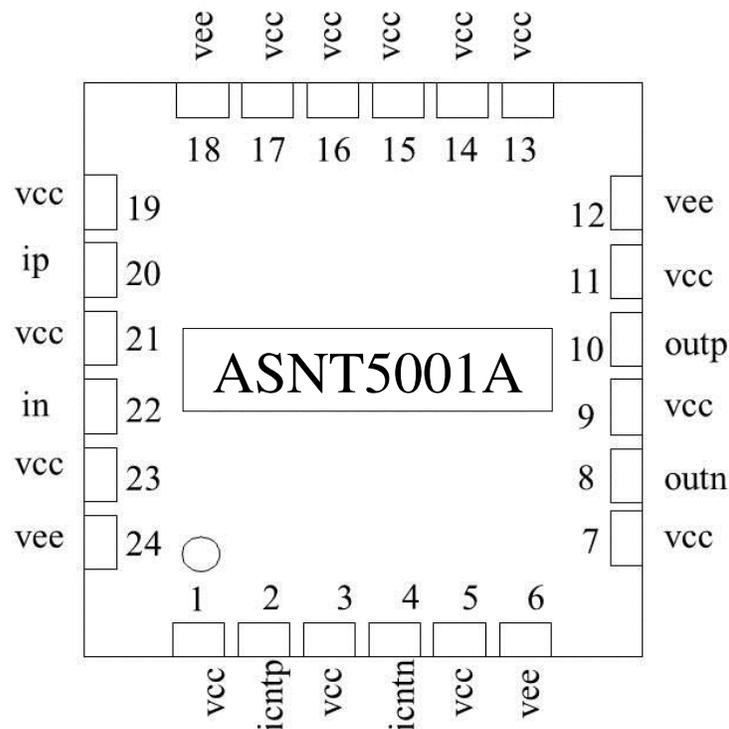 vee vcc vcc vcc vcc vcc
18 17 16 15 14 13
vcc 19 12 vee
ip 20 11 vcc
vcc 21 10 outp
ASNT5001A
in 22 9 vcc
vcc 23 8 outn
vee 24 7 vcc
1 2 3 4 5 6
vcc icntp vcc icntn vcc vee